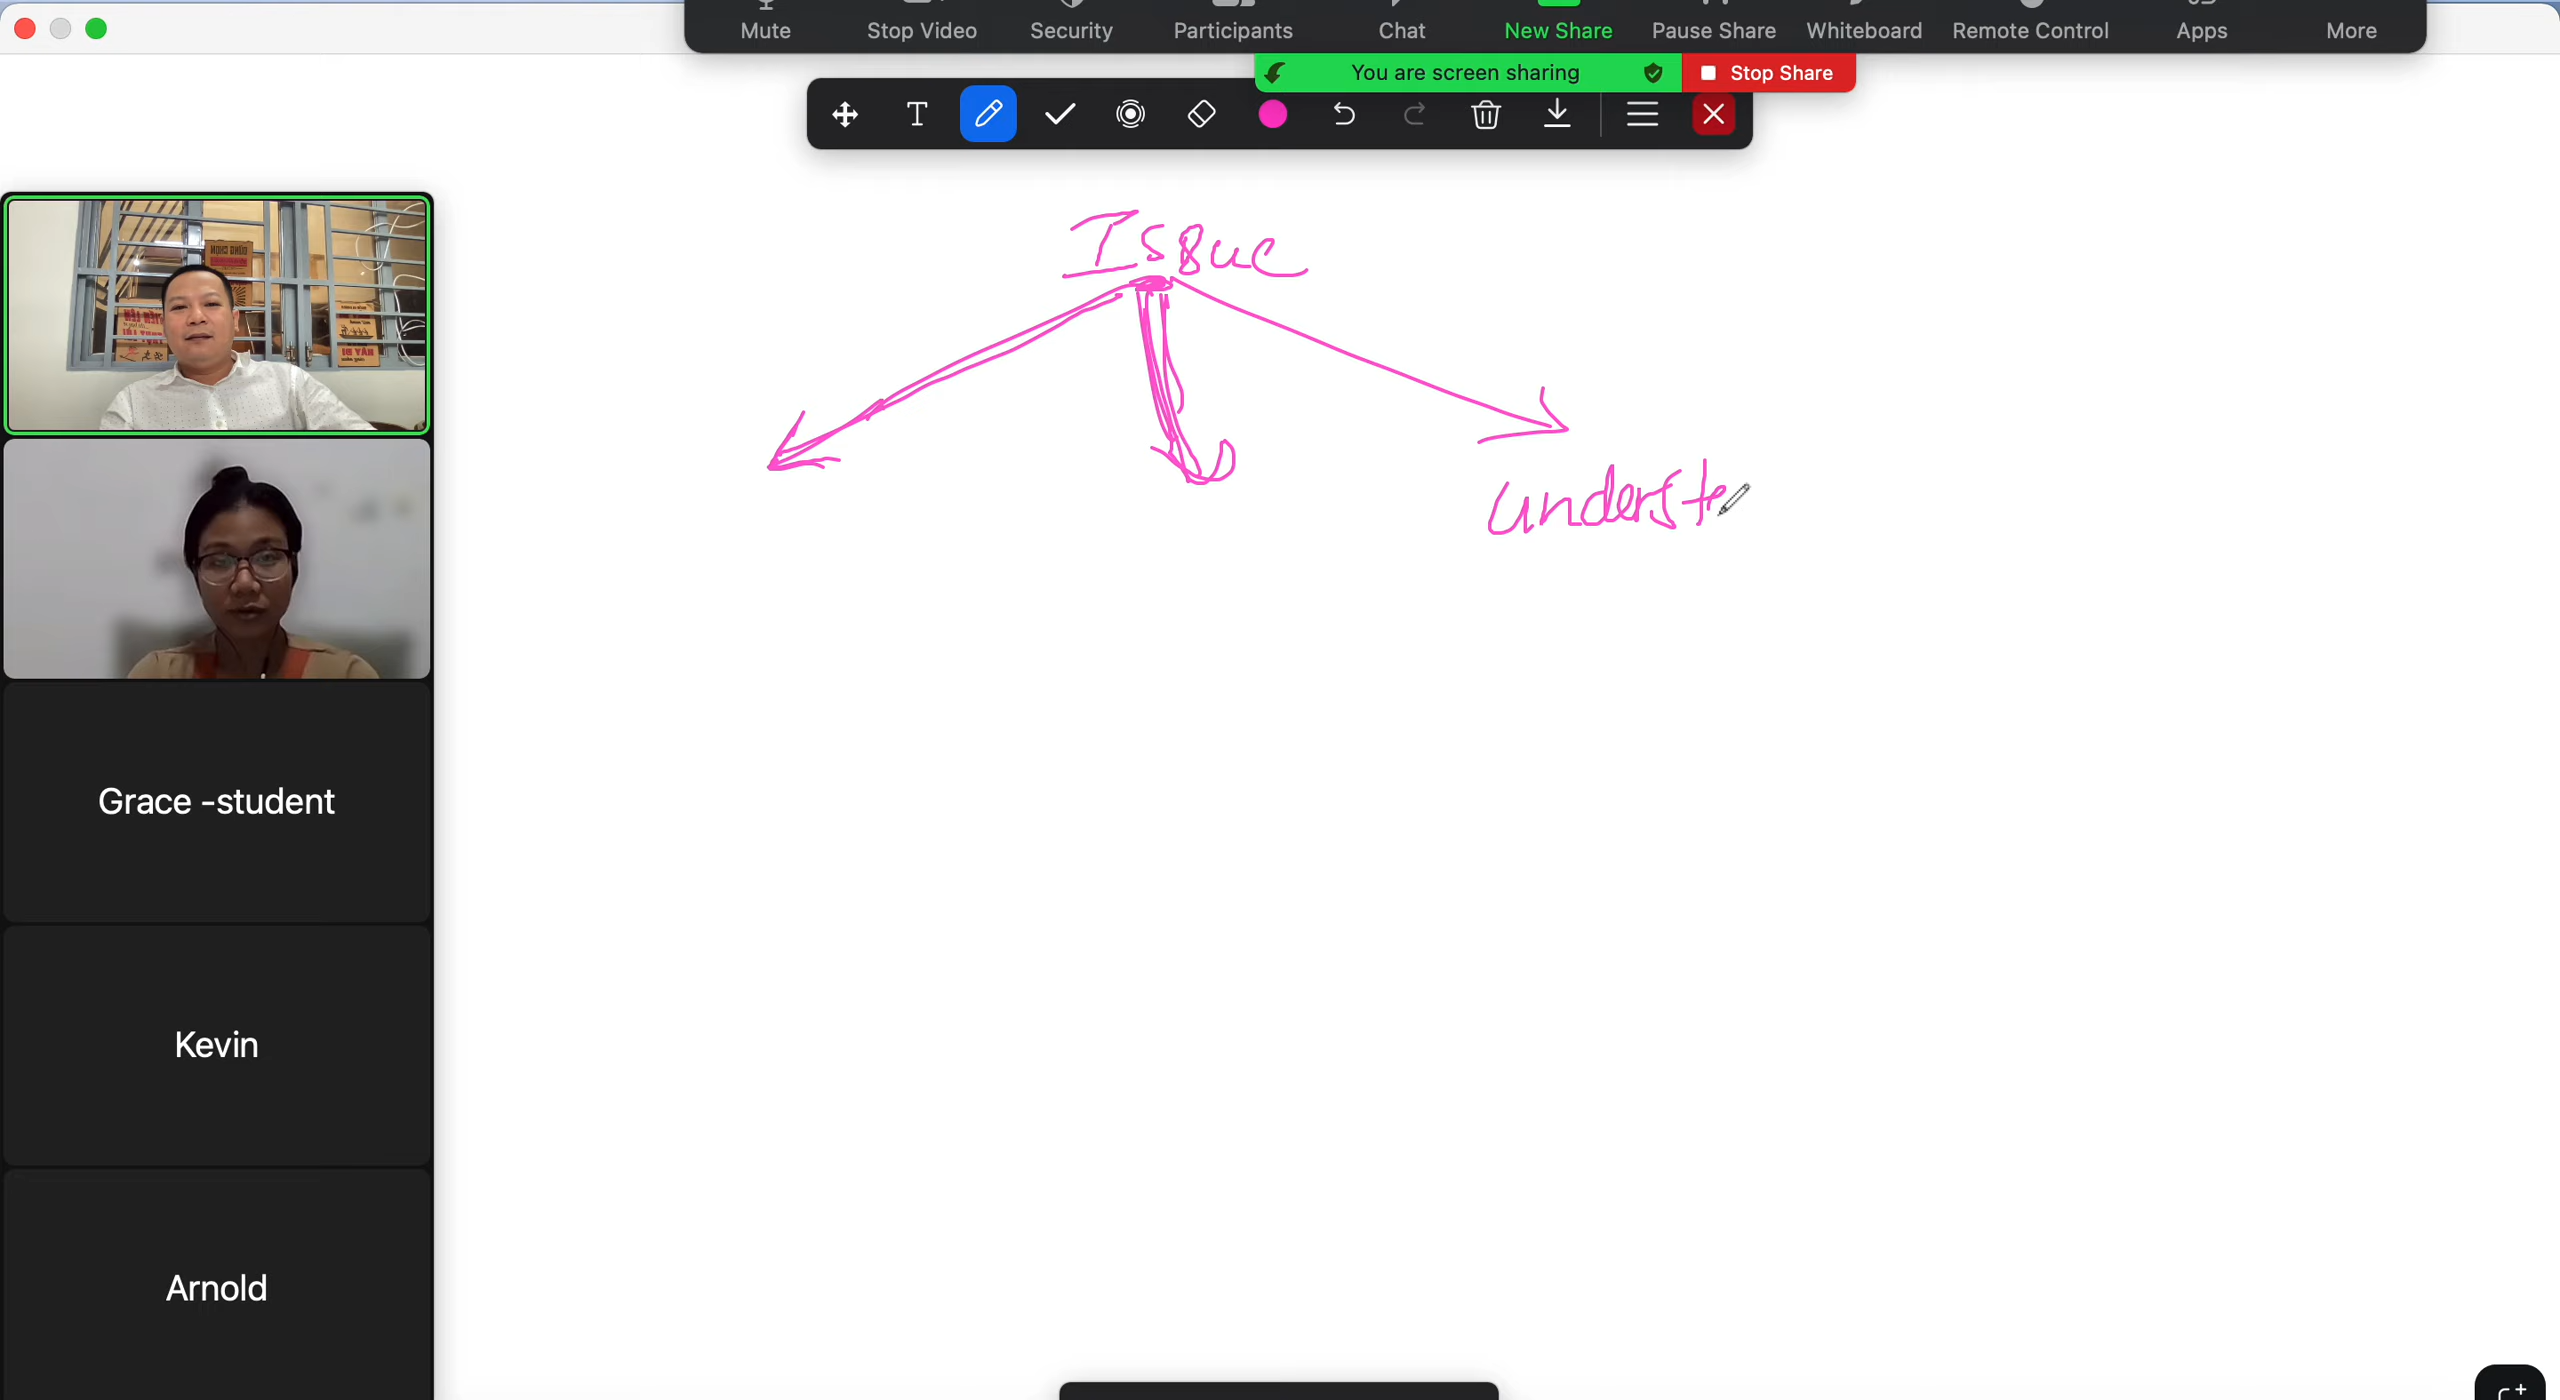 Mute Stop Video Security Participants Chat New Share Pause Share Whiteboard Remote Control Apps More
You are screen sharing Stop Share
Issue
underst
Grace -student
Kevin
Arnold